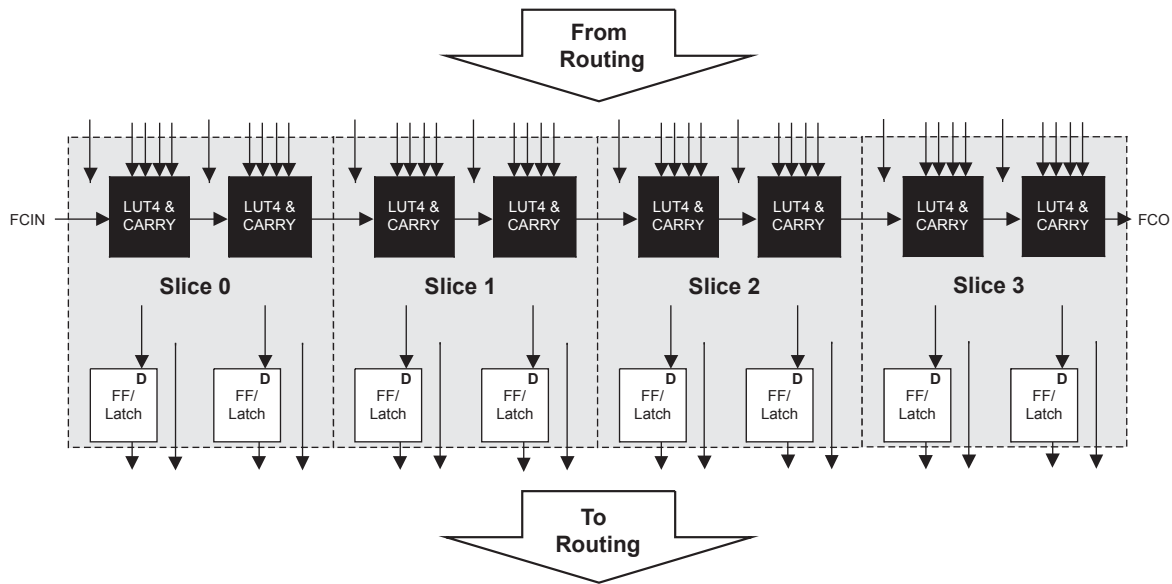 From
Routing
FCIN
LUT4 &
CARRY
LUT4 &
CARRY
LUT4 &
CARRY
LUT4 &
CARRY
LUT4 &
CARRY
LUT4 &
CARRY
LUT4 &
CARRY
LUT4 &
CARRY
FCO
Slice 0
Slice 1
Slice 2
Slice 3
D
FF/
Latch
D
FF/
Latch
D
FF/
Latch
D
FF/
Latch
D
FF/
Latch
D
FF/
Latch
D
FF/
Latch
D
FF/
Latch
To
Routing